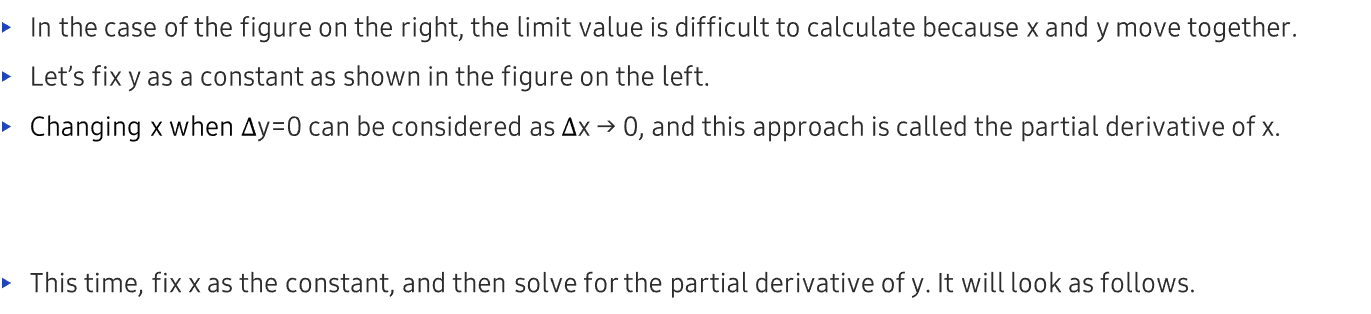 ▸ In the case of the figure on the right, the limit value is difficult to calculate because x and y move together.
▸ Let’s fix y as a constant as shown in the figure on the left.
▸ Changing x when Δy=0 can be considered as Δx → 0, and this approach is called the partial derivative of x.
▸ This time, fix x as the constant, and then solve for the partial derivative of y. It will look as follows.